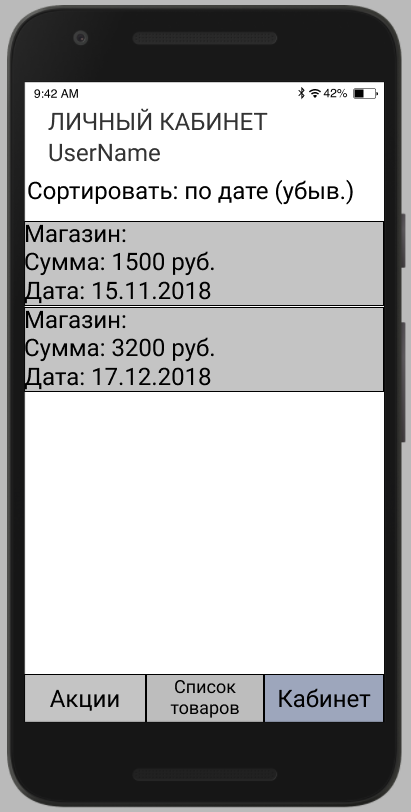 9:42 AM 42%
ЛИЧНЫЙ КАБИНЕТ
UserName
Сортировать: по дате (убыв.)
Магазин:
Сумма: 1500 руб.
Дата: 15.11.2018
Магазин:
Сумма: 3200 руб.
Дата: 17.12.2018
Акции
Список
товаров
Кабинет